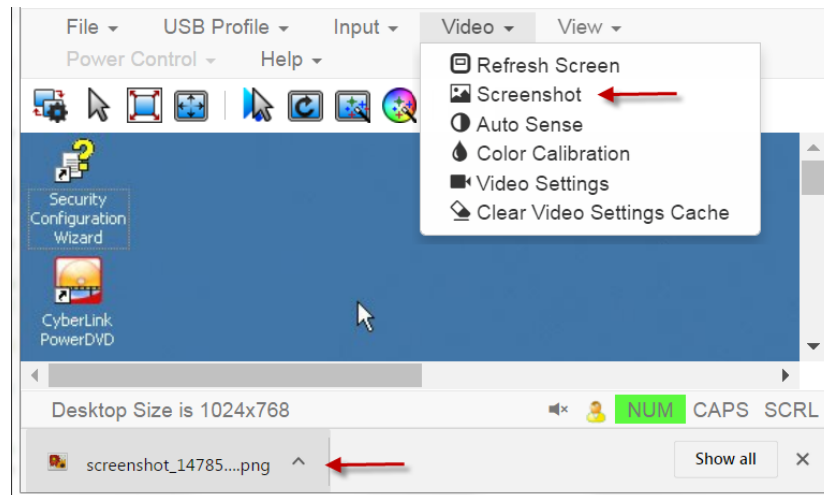 File USB Profile Input Video View
Power Control Help
Refresh Screen
Screenshot
Auto Sense
Color Calibration
Video Settings
Clear Video Settings Cache
Security
Configuration
Wizard
CyberLink
PowerDVD
Desktop Size is 1024x768 NUM CAPS SCRL
screenshot_14785....png Show all